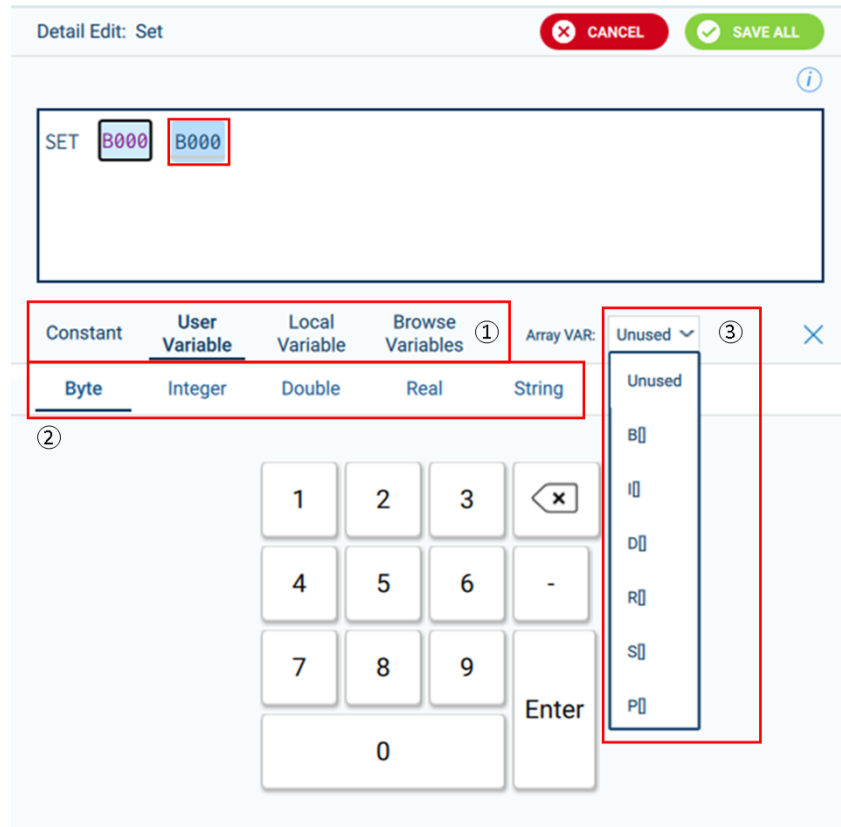 Detail Edit: Set
CANCEL
SAVE ALL
i
SET B000 B000
Constant
User Variable
Local Variable
Browse Variables
①
Array VAR:
Unused
③
Byte Integer Double Real String
②
Unused
B[]
I[]
D[]
R[]
S[]
P[]
1 2 3
4 5 6 -
7 8 9
Enter
0